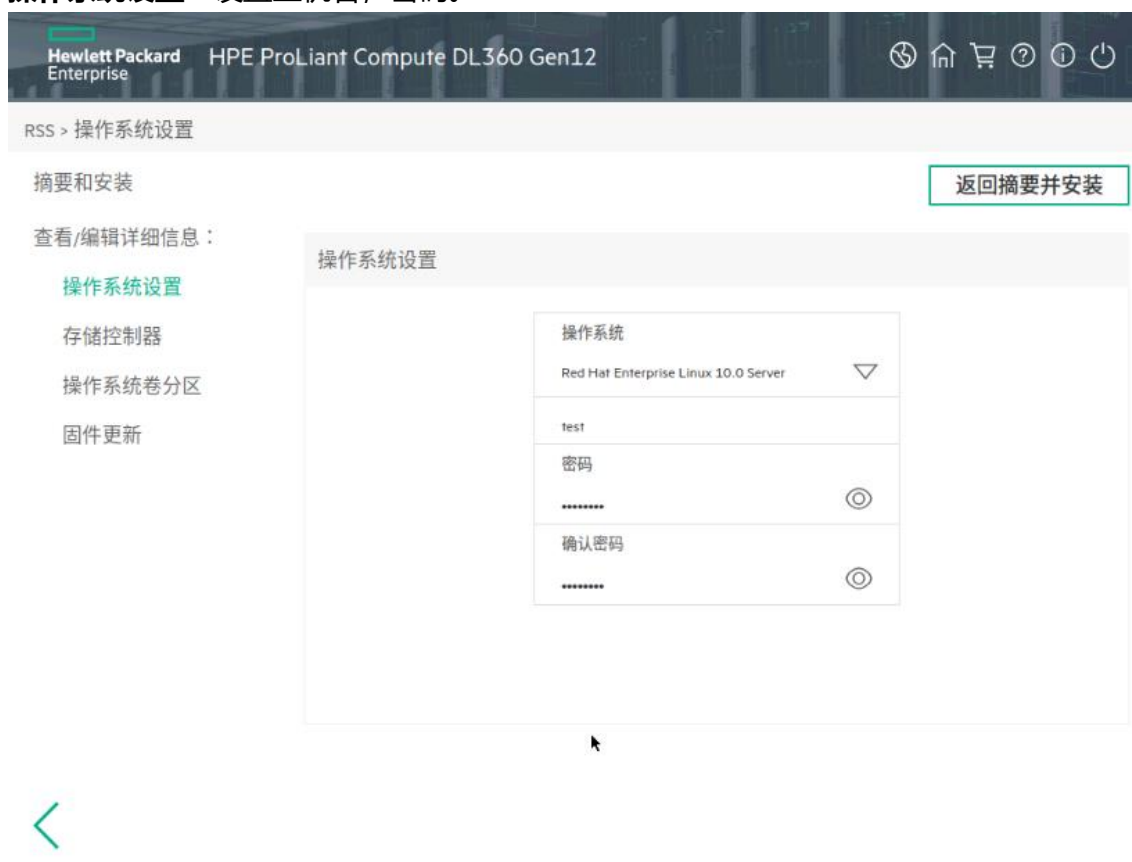 Hewlett Packard
Enterprise
HPE ProLiant Compute DL360 Gen12
RSS > 操作系统设置
摘要和安装
返回摘要并安装
查看/编辑详细信息：
操作系统设置
存储控制器
操作系统卷分区
固件更新
操作系统设置
操作系统
Red Hat Enterprise Linux 10.0 Server
test
密码
••••••••
确认密码
••••••••